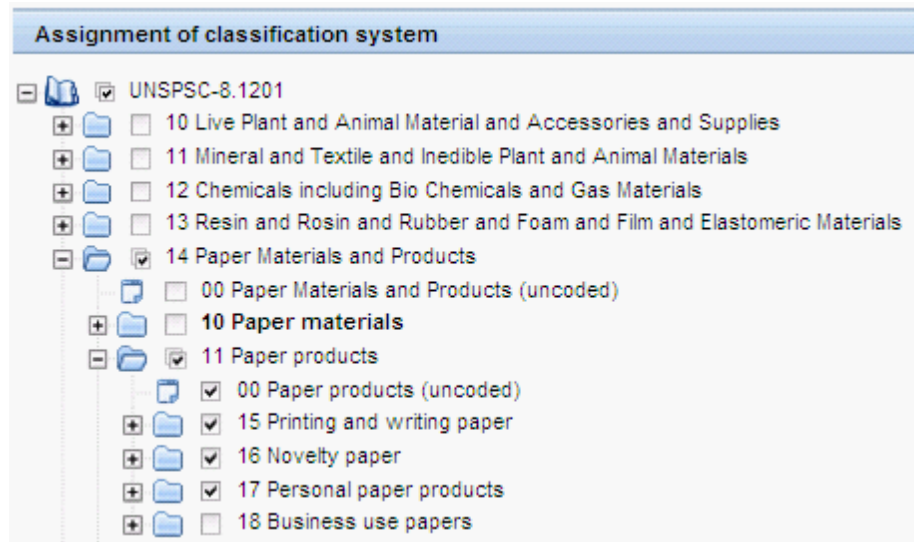 Assignment of classification system
UNSPSC-8.1201
10 Live Plant and Animal Material and Accessories and Supplies
11 Mineral and Textile and Inedible Plant and Animal Materials
12 Chemicals including Bio Chemicals and Gas Materials
13 Resin and Rosin and Rubber and Foam and Film and Elastomeric Materials
14 Paper Materials and Products
00 Paper Materials and Products (uncoded)
10 Paper materials
11 Paper products
00 Paper products (uncoded)
15 Printing and writing paper
16 Novelty paper
17 Personal paper products
18 Business use papers